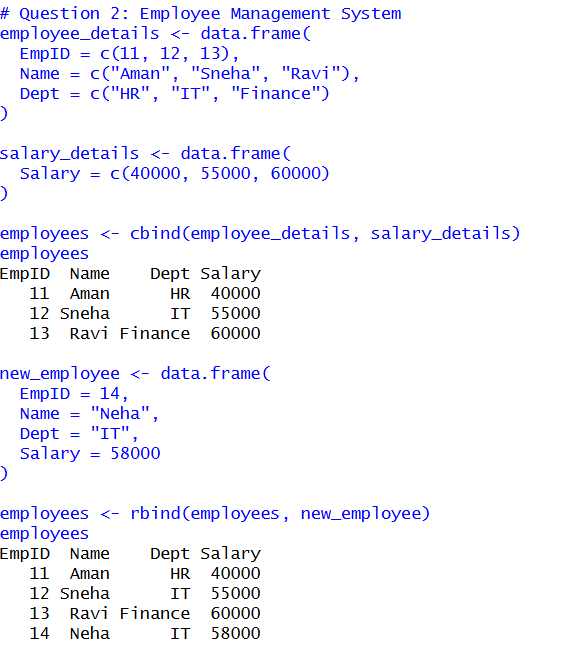 # Question 2: Employee Management System
employee_details <- data.frame(
  EmpID = c(11, 12, 13),
  Name = c("Aman", "Sneha", "Ravi"),
  Dept = c("HR", "IT", "Finance")
)

salary_details <- data.frame(
  Salary = c(40000, 55000, 60000)
)

employees <- cbind(employee_details, salary_details)
employees
EmpID  Name    Dept Salary
   11  Aman      HR  40000
   12 Sneha      IT  55000
   13  Ravi Finance  60000

new_employee <- data.frame(
  EmpID = 14,
  Name = "Neha",
  Dept = "IT",
  Salary = 58000
)

employees <- rbind(employees, new_employee)
employees
EmpID  Name    Dept Salary
   11  Aman      HR  40000
   12 Sneha      IT  55000
   13  Ravi Finance  60000
   14  Neha      IT  58000